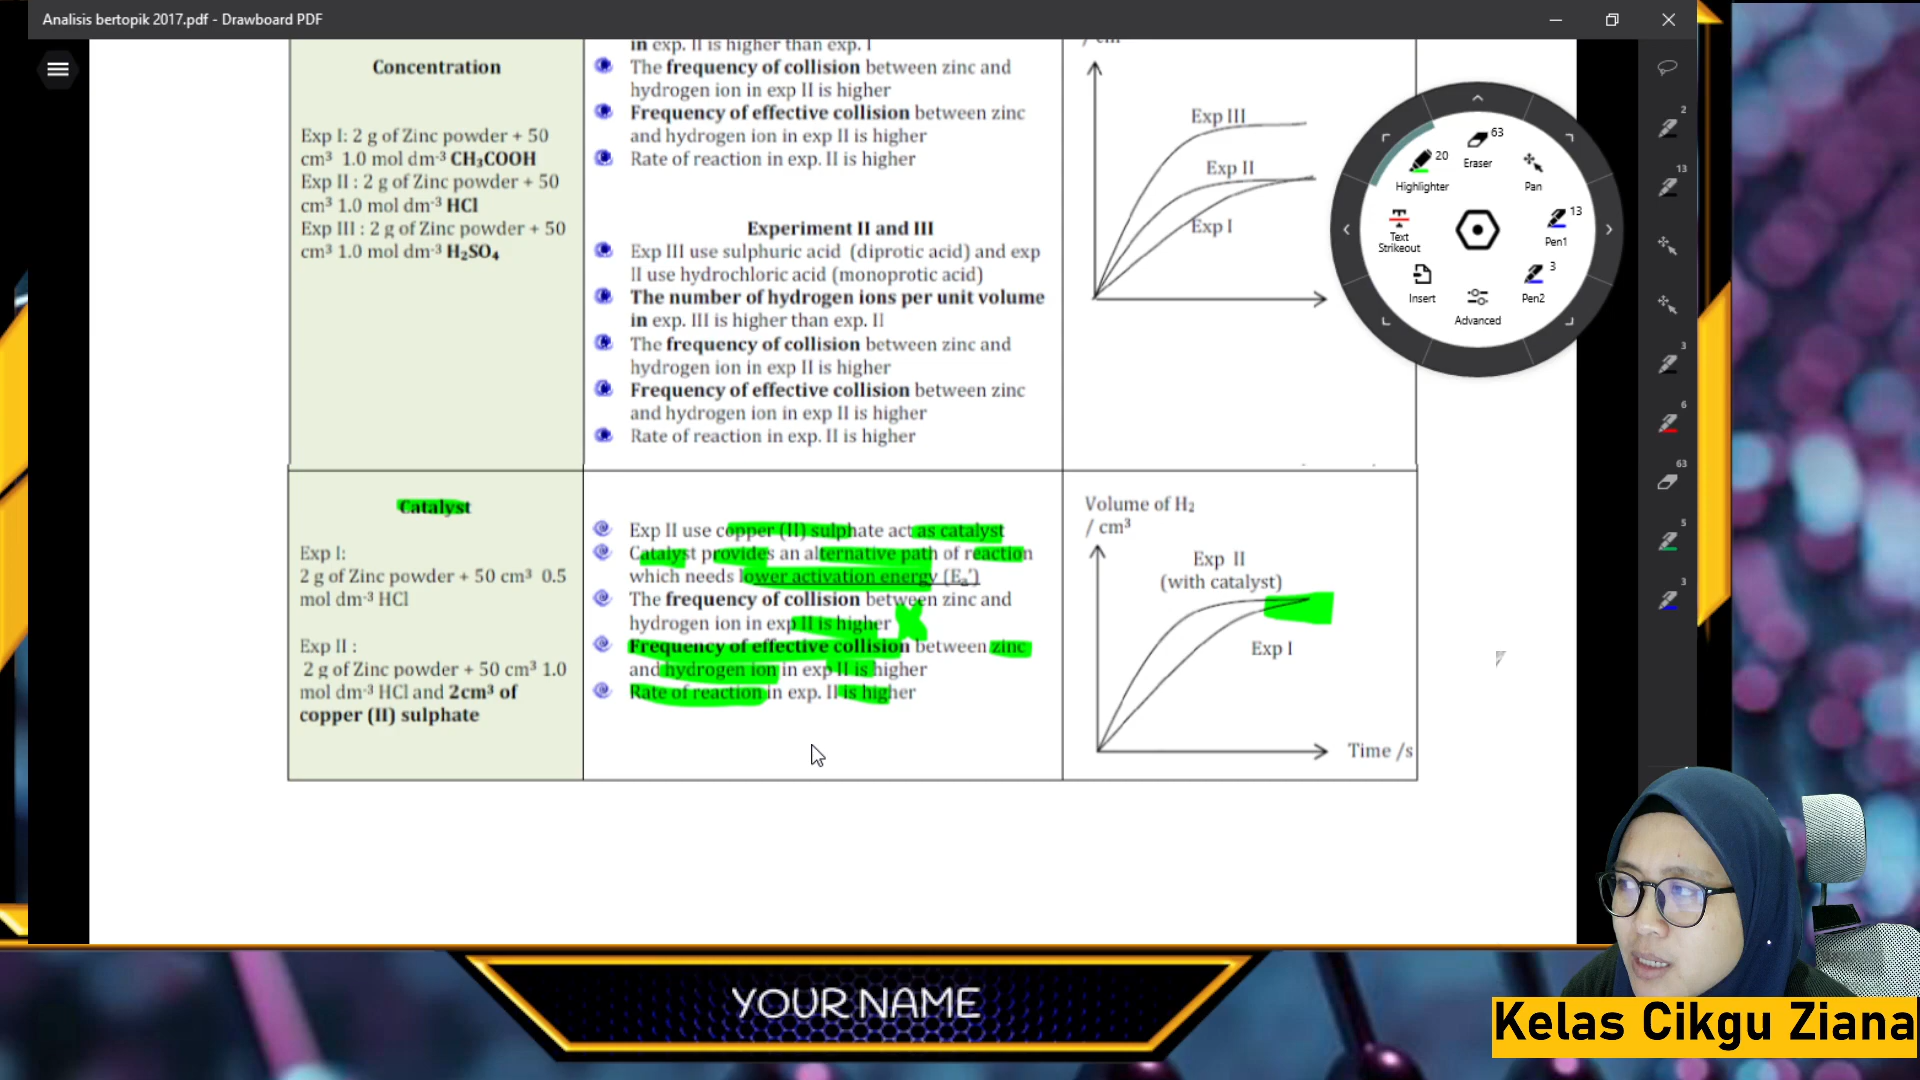 Analisis bertopik 2017.pdf - Drawboard PDF
Concentration
Exp I: 2 g of Zinc powder + 50
cm³ 1.0 mol dm⁻³ CH₃COOH
Exp II : 2 g of Zinc powder + 50
cm³ 1.0 mol dm⁻³ HCl
Exp III : 2 g of Zinc powder + 50
cm³ 1.0 mol dm⁻³ H₂SO₄
in exp. II is higher than exp. I
The frequency of collision between zinc and
hydrogen ion in exp II is higher
Frequency of effective collision between zinc
and hydrogen ion in exp II is higher
Rate of reaction in exp. II is higher
Experiment II and III
Exp III use sulphuric acid (diprotic acid) and exp
II use hydrochloric acid (monoprotic acid)
The number of hydrogen ions per unit volume
in exp. III is higher than exp. II
The frequency of collision between zinc and
hydrogen ion in exp II is higher
Frequency of effective collision between zinc
and hydrogen ion in exp II is higher
Rate of reaction in exp. II is higher
/ cm
Exp III
Exp II
Exp I
63
Eraser
20
Highlighter
Pan
Text
Strikeout
13
Pen1
Insert
3
Pen2
Advanced
2
13
3
6
63
5
3
Catalyst
Exp I:
2 g of Zinc powder + 50 cm³ 0.5
mol dm⁻³ HCl
Exp II :
2 g of Zinc powder + 50 cm³ 1.0
mol dm⁻³ HCl and 2cm³ of
copper (II) sulphate
Exp II use copper (II) sulphate act as catalyst
Catalyst provides an alternative path of reaction
which needs lower activation energy (Eₐ')
The frequency of collision between zinc and
hydrogen ion in exp II is higher
Frequency of effective collision between zinc
and hydrogen ion in exp II is higher
Rate of reaction in exp. II is higher
Volume of H₂
/ cm³
Exp II
(with catalyst)
Exp I
Time /s
YOUR NAME
Kelas Cikgu Ziana